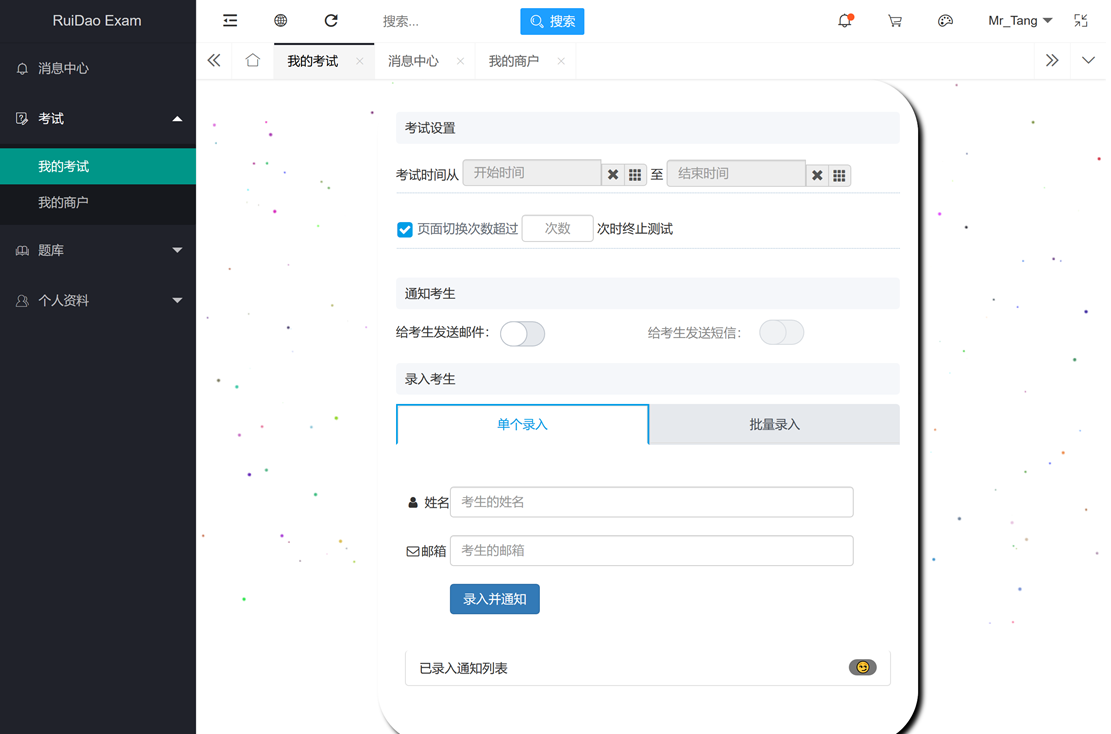 RuiDao Exam
搜索...
搜索
Mr_Tang
消息中心
考试
我的考试
我的商户
题库
个人资料
我的考试
消息中心
我的商户
考试设置
考试时间从 开始时间 至 结束时间
页面切换次数超过 次数 次时终止测试
通知考生
给考生发送邮件： 给考生发送短信：
录入考生
单个录入 批量录入
姓名 考生的姓名
邮箱 考生的邮箱
录入并通知
已录入通知列表